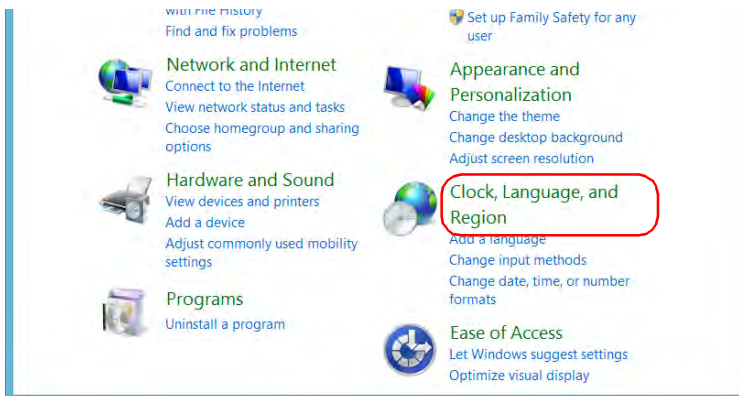 with File History
Find and fix problems
Network and Internet
Connect to the Internet
View network status and tasks
Choose homegroup and sharing
options
Hardware and Sound
View devices and printers
Add a device
Adjust commonly used mobility
settings
Programs
Uninstall a program
Set up Family Safety for any
user
Appearance and
Personalization
Change the theme
Change desktop background
Adjust screen resolution
Clock, Language, and
Region
Add a language
Change input methods
Change date, time, or number
formats
Ease of Access
Let Windows suggest settings
Optimize visual display